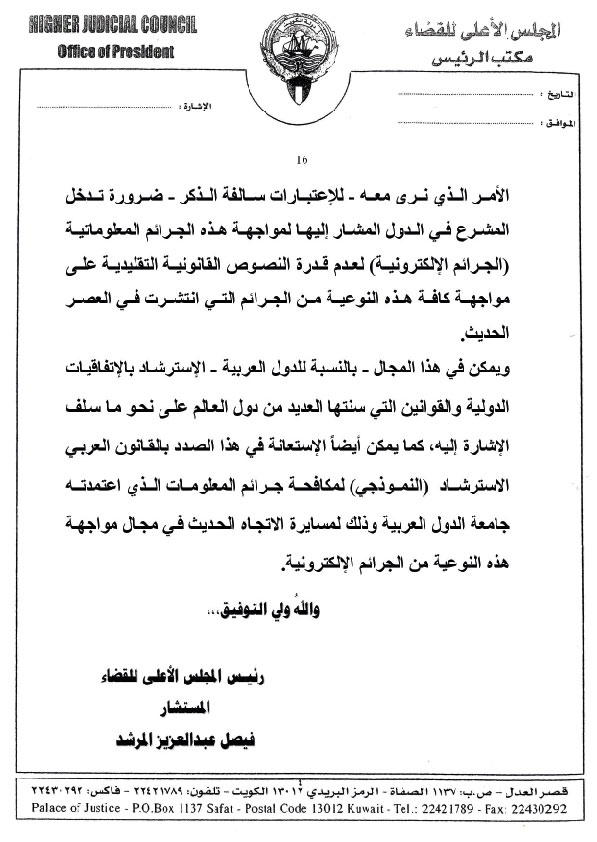 HIGHER JUDICIAL COUNCIL
Office of President
المجلس الأعلى للقضاء
مكتب الرئيس
التاريخ :
الموافق :
الإشارة :
16
الأمر الذي نرى معه - للإعتبارات سالفة الذكر - ضرورة تدخل
المشرع في الدول المشار إليها لمواجهة هذه الجرائم المعلوماتية
(الجرائم الإلكترونية) لعدم قدرة النصوص القانونية التقليدية على
مواجهة كافة هذه النوعية من الجرائم التي انتشرت في العصر
الحديث.
ويمكن في هذا المجال - بالنسبة للدول العربية - الإسترشاد بالإتفاقيات
الدولية والقوانين التي سنتها العديد من دول العالم على نحو ما سلف
الإشارة إليه، كما يمكن أيضاً الإستعانة في هذا الصدد بالقانون العربي
الاسترشاد (النموذجي) لمكافحة جرائم المعلومات الذي اعتمدته
جامعة الدول العربية وذلك لمسايرة الاتجاه الحديث في مجال مواجهة
هذه النوعية من الجرائم الإلكترونية.
واللهُ ولي التوفيق،،،
رئيس المجلس الأعلى للقضاء
المستشار
فيصل عبدالعزيز المرشد
قصر العدل - ص.ب: ١١٣٧ الصفاة - الرمز البريدي ١٣٠١٢ الكويت - تلفون: ٢٢٤٢١٧٨٩ - فاكس: ٢٢٤٣٠٢٩٢
Palace of Justice - P.O.Box 1137 Safat - Postal Code 13012 Kuwait - Tel.: 22421789 - Fax: 22430292